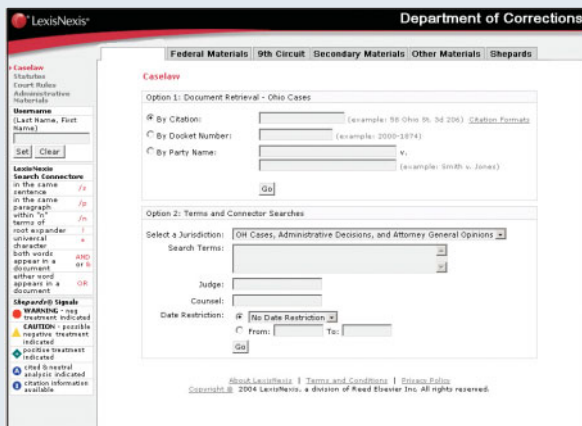 LexisNexis®
Department of Corrections
Federal Materials 9th Circuit Secondary Materials Other Materials Shepards
Caselaw
Statutes
Court Rules
Administrative
Materials
Username
(Last Name, First
Name)
Set Clear
LexisNexis
Search Connectors
in the same
sentence /s
in the same
paragraph /p
within "n"
terms of /n
root expander !
universal
character *
both words
appear in a
document AND
or &
either word
appears in a
document OR
Shepards® Signals
WARNING - neg
treatment indicated
CAUTION - possible
negative treatment
indicated
positive treatment
indicated
A cited & neutral
analysis indicated
I citation information
available
Caselaw
Option 1: Document Retrieval - Ohio Cases
By Citation: (example: 58 Ohio St. 3d 206) Citation Formats
By Docket Number: (example: 2000-1874)
By Party Name: v.
(example: Smith v. Jones)
Go
Option 2: Terms and Connector Searches
Select a Jurisdiction: OH Cases, Administrative Decisions, and Attorney General Opinions
Search Terms:
Judge:
Counsel:
Date Restriction: No Date Restriction
From: To:
Go
About LexisNexis | Terms and Conditions | Privacy Policy
Copyright © 2004 LexisNexis, a division of Reed Elsevier Inc. All rights reserved.